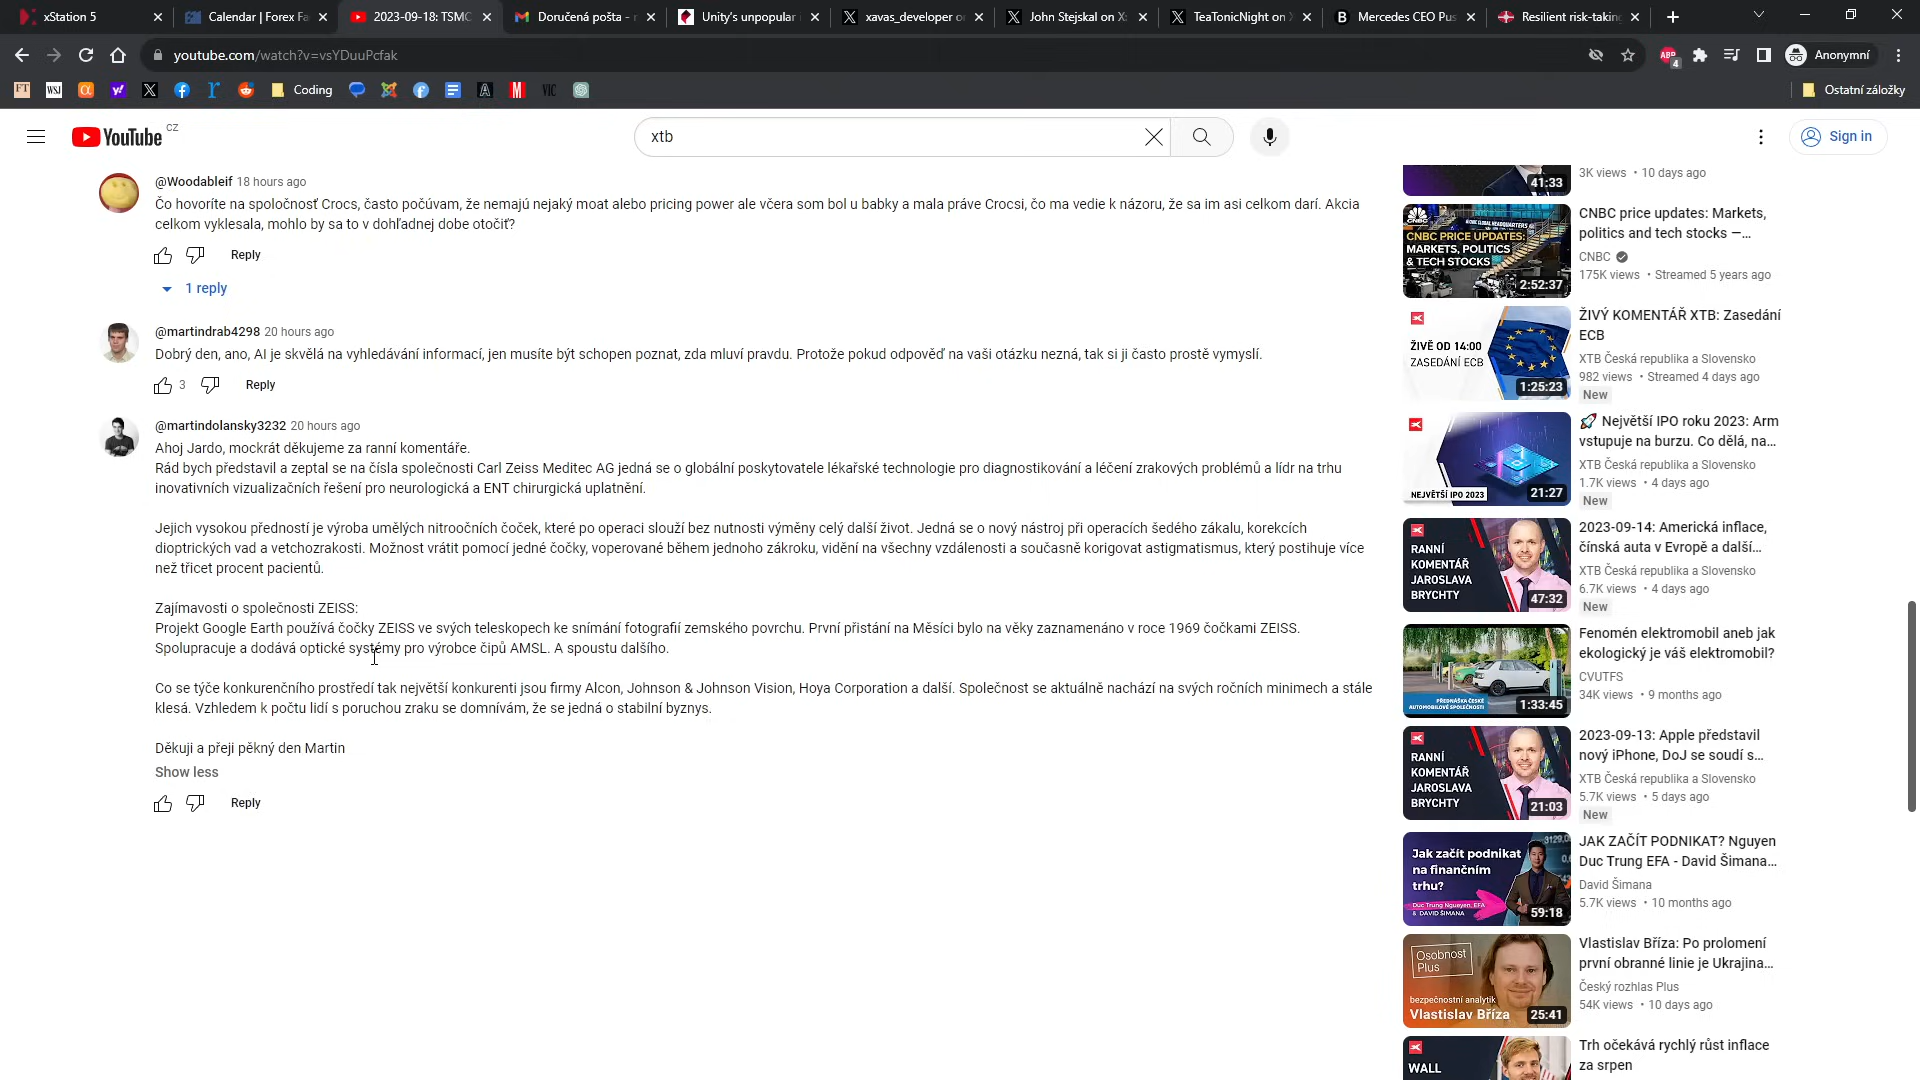 xStation 5
Calendar | Forex Fa
2023-09-18: TSMC
Doručená pošta - r
Unity's unpopular
xavas_developer o
John Stejskal on X:
TeaTonicNight on X
Mercedes CEO Pus
Resilient risk-taking
youtube.com/watch?v=vsYDuuPcfak
ABP
4
Anonymní
FT
WSJ
Coding
VIC
Ostatní záložky
YouTube CZ
xtb
Sign in
@Woodableif 18 hours ago
Čo hovoríte na spoločnosť Crocs, často počúvam, že nemajú nejaký moat alebo pricing power ale včera som bol u babky a mala práve Crocsi, čo ma vedie k názoru, že sa im asi celkom darí. Akcia
celkom vyklesala, mohlo by sa to v dohľadnej dobe otočiť?
Reply
1 reply
@martindrab4298 20 hours ago
Dobrý den, ano, AI je skvělá na vyhledávání informací, jen musíte být schopen poznat, zda mluví pravdu. Protože pokud odpověď na vaši otázku nezná, tak si ji často prostě vymyslí.
3
Reply
@martindolansky3232 20 hours ago
Ahoj Jardo, mockrát děkujeme za ranní komentáře.
Rád bych představil a zeptal se na čísla společnosti Carl Zeiss Meditec AG jedná se o globální poskytovatele lékařské technologie pro diagnostikování a léčení zrakových problémů a lídr na trhu
inovativních vizualizačních řešení pro neurologická a ENT chirurgická uplatnění.
Jejich vysokou předností je výroba umělých nitroočních čoček, které po operaci slouží bez nutnosti výměny celý další život. Jedná se o nový nástroj při operacích šedého zákalu, korekcích
dioptrických vad a vetchozrakosti. Možnost vrátit pomocí jedné čočky, voperované během jednoho zákroku, vidění na všechny vzdálenosti a současně korigovat astigmatismus, který postihuje více
než třicet procent pacientů.
Zajímavosti o společnosti ZEISS:
Projekt Google Earth používá čočky ZEISS ve svých teleskopech ke snímání fotografií zemského povrchu. První přistání na Měsíci bylo na věky zaznamenáno v roce 1969 čočkami ZEISS.
Spolupracuje a dodává optické systémy pro výrobce čipů AMSL. A spoustu dalšího.
Co se týče konkurenčního prostředí tak největší konkurenti jsou firmy Alcon, Johnson & Johnson Vision, Hoya Corporation a další. Společnost se aktuálně nachází na svých ročních minimech a stále
klesá. Vzhledem k počtu lidí s poruchou zraku se domnívám, že se jedná o stabilní byznys.
Děkuji a přeji pěkný den Martin
Show less
Reply
41:33
3K views • 10 days ago
CNBC PRICE UPDATES:
MARKETS, POLITICS
& TECH STOCKS
2:52:37
CNBC price updates: Markets,
politics and tech stocks —...
CNBC
175K views • Streamed 5 years ago
ŽIVĚ OD 14:00
ZASEDÁNÍ ECB
1:25:23
ŽIVÝ KOMENTÁŘ XTB: Zasedání
ECB
XTB Česká republika a Slovensko
982 views • Streamed 4 days ago
New
NEJVĚTŠÍ IPO 2023
21:27
🚀 Největší IPO roku 2023: Arm
vstupuje na burzu. Co dělá, na...
XTB Česká republika a Slovensko
1.7K views • 4 days ago
New
RANNÍ
KOMENTÁŘ
JAROSLAVA
BRYCHTY
47:32
2023-09-14: Americká inflace,
čínská auta v Evropě a další...
XTB Česká republika a Slovensko
6.7K views • 4 days ago
New
PŘEDNÁŠKA ČESKÉ
AUTOMOBILOVÉ SPOLEČNOSTI
1:33:45
Fenomén elektromobil aneb jak
ekologický je váš elektromobil?
CVUTFS
34K views • 9 months ago
RANNÍ
KOMENTÁŘ
JAROSLAVA
BRYCHTY
21:03
2023-09-13: Apple představil
nový iPhone, DoJ se soudí s...
XTB Česká republika a Slovensko
5.7K views • 5 days ago
New
Jak začít podnikat
na finančním
trhu?
Duc Trung Nguyen, EFA
& DAVID ŠIMANA
59:18
JAK ZAČÍT PODNIKAT? Nguyen
Duc Trung EFA - David Šimana...
David Šimana
5.7K views • 10 months ago
Osobnost
Plus
bezpečnostní analytik
Vlastislav Bříza
25:41
Vlastislav Bříza: Po prolomení
první obranné linie je Ukrajina...
Český rozhlas Plus
54K views • 10 days ago
WALL
Trh očekává rychlý růst inflace
za srpen